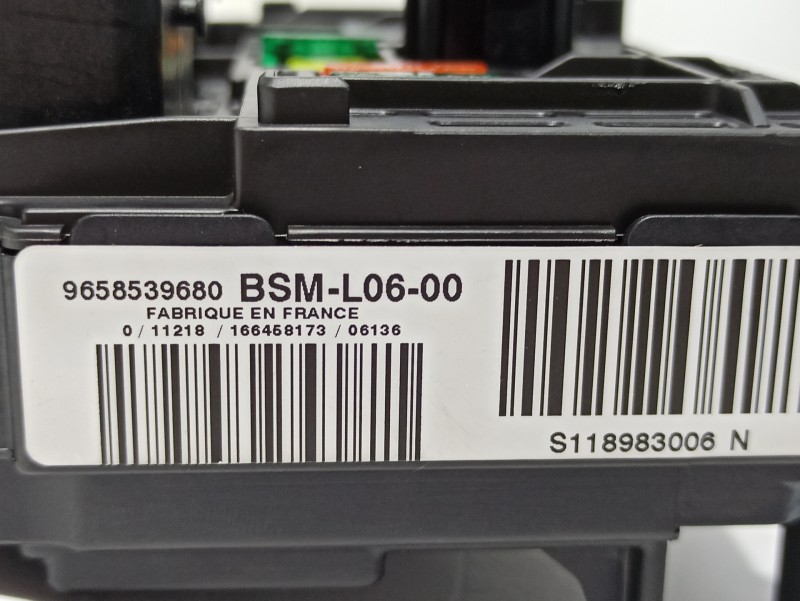 9658539680 BSM-L06-00
FABRIQUE EN FRANCE
0 / 11218 / 166458173 / 06136
S118983006 N